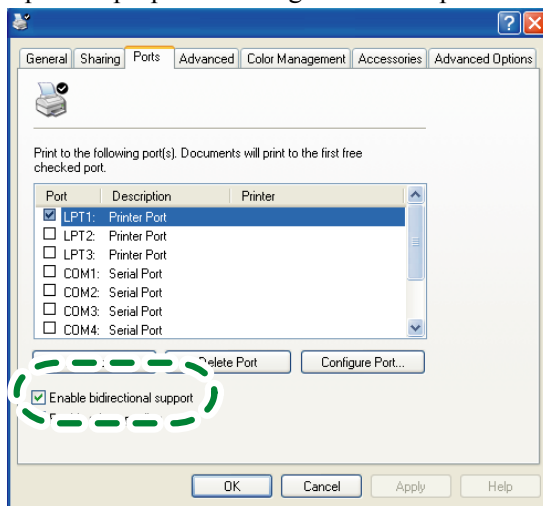 General Sharing Ports Advanced Color Management Accessories Advanced Options
Print to the following port(s). Documents will print to the first free
checked port.
Port Description Printer
LPT1: Printer Port
LPT2: Printer Port
LPT3: Printer Port
COM1: Serial Port
COM2: Serial Port
COM3: Serial Port
COM4: Serial Port
Delete Port Configure Port...
Enable bidirectional support
OK Cancel Apply Help